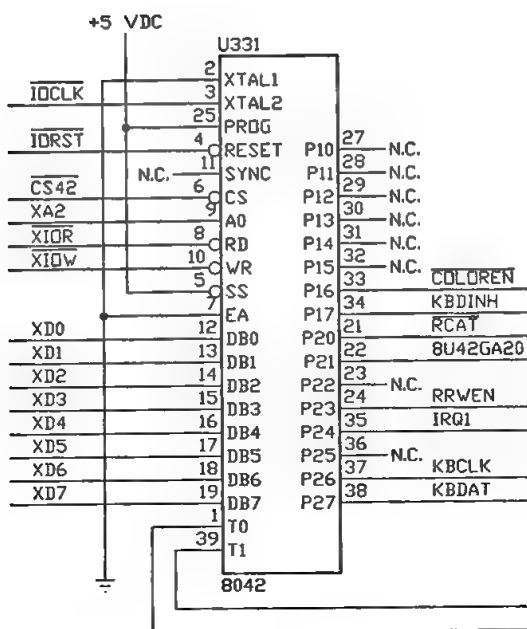 +5 VDC
U331
2 XTAL1
IOCLK 3 XTAL2
25 PROG
IORST 4 RESET P10 27 N.C.
N.C. 11 SYNC P11 28 N.C.
CS42 6 CS P12 29 N.C.
XA2 9 A0 P13 30 N.C.
XIOR 8 RD P14 31 N.C.
XIOW 10 WR P15 32 N.C.
5 SS P16 33 COLOREN
7 EA P17 34 KBDINH
XD0 12 DB0 P20 21 RCAT
XD1 13 DB1 P21 22 8U42GA20
XD2 14 DB2 P22 23 N.C.
XD3 15 DB3 P23 24 RRWEN
XD4 16 DB4 P24 35 IRQ1
XD5 17 DB5 P25 36 N.C.
XD6 18 DB6 P26 37 KBCLK
XD7 19 DB7 P27 38 KBDAT
1 T0
39 T1
8042